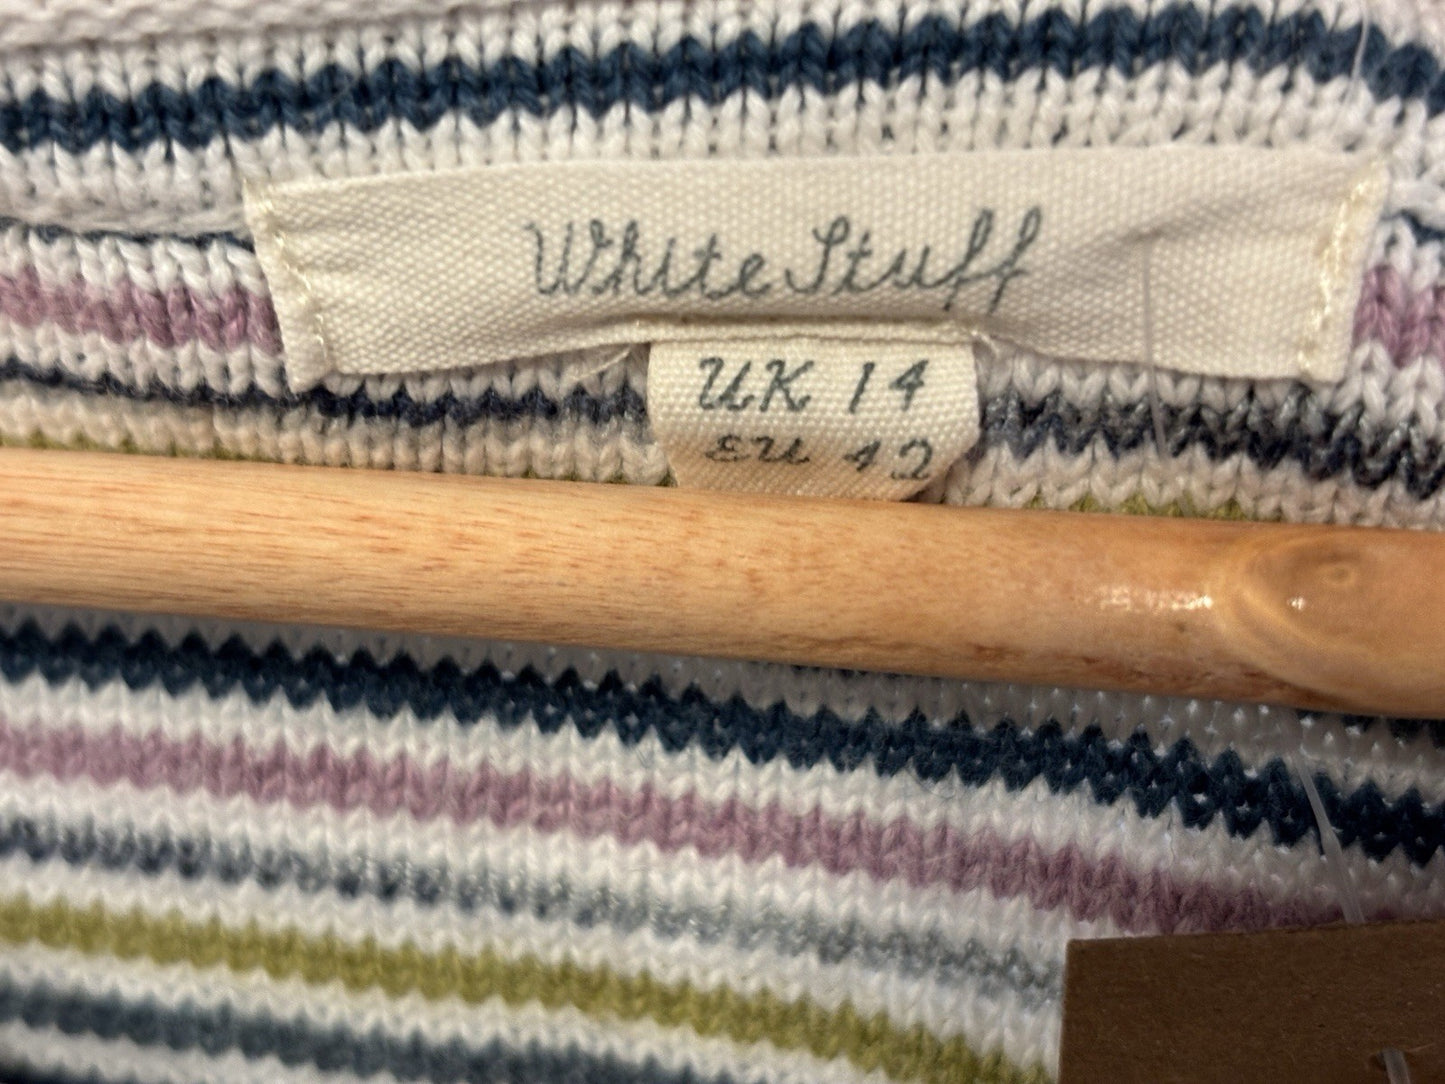 White Stuff
UK 14
EU 42